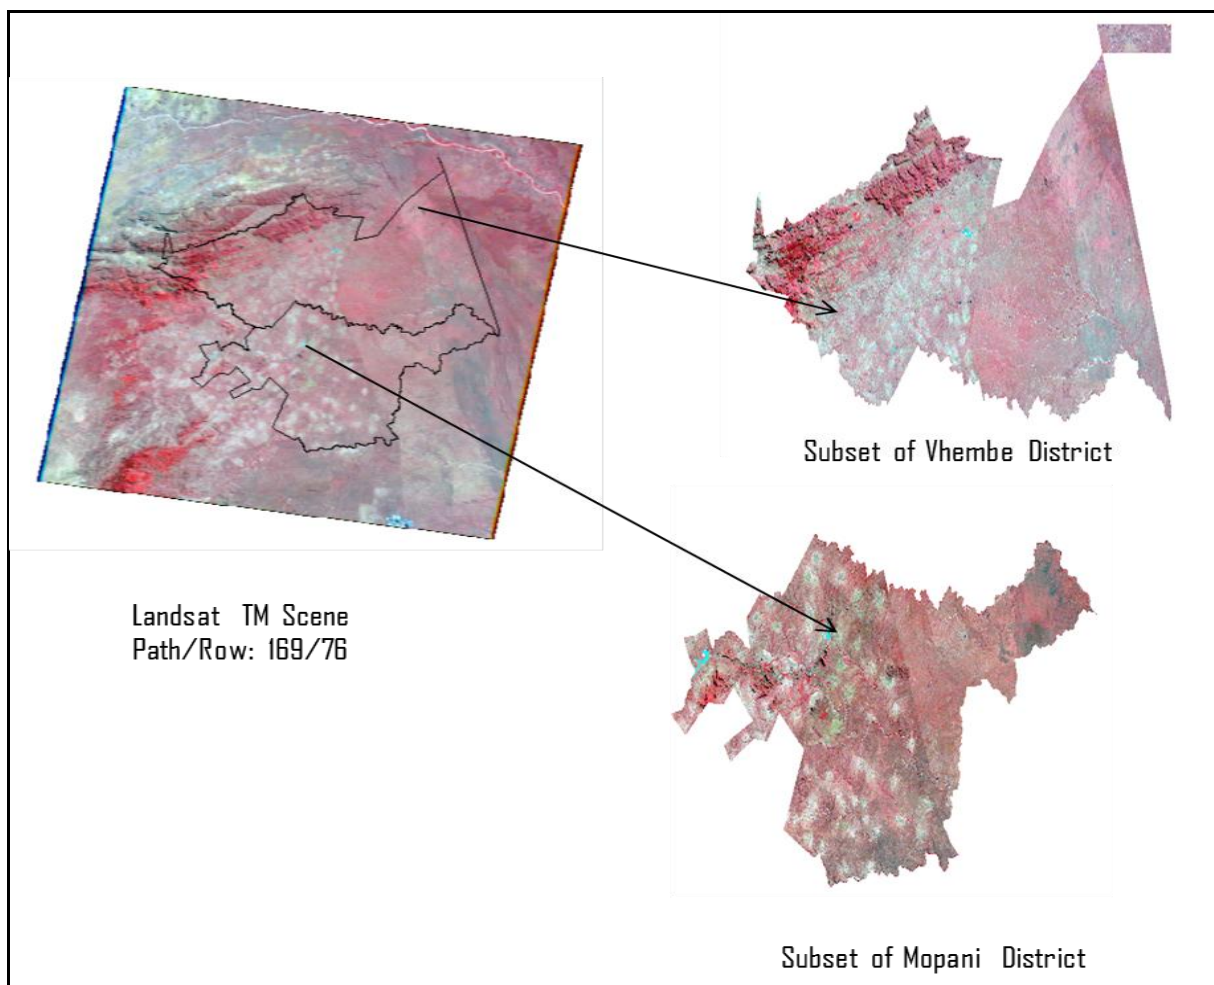 Subset of Vhembe District
Landsat TM Scene
Path/Row: 169/76
Subset of Mopani District